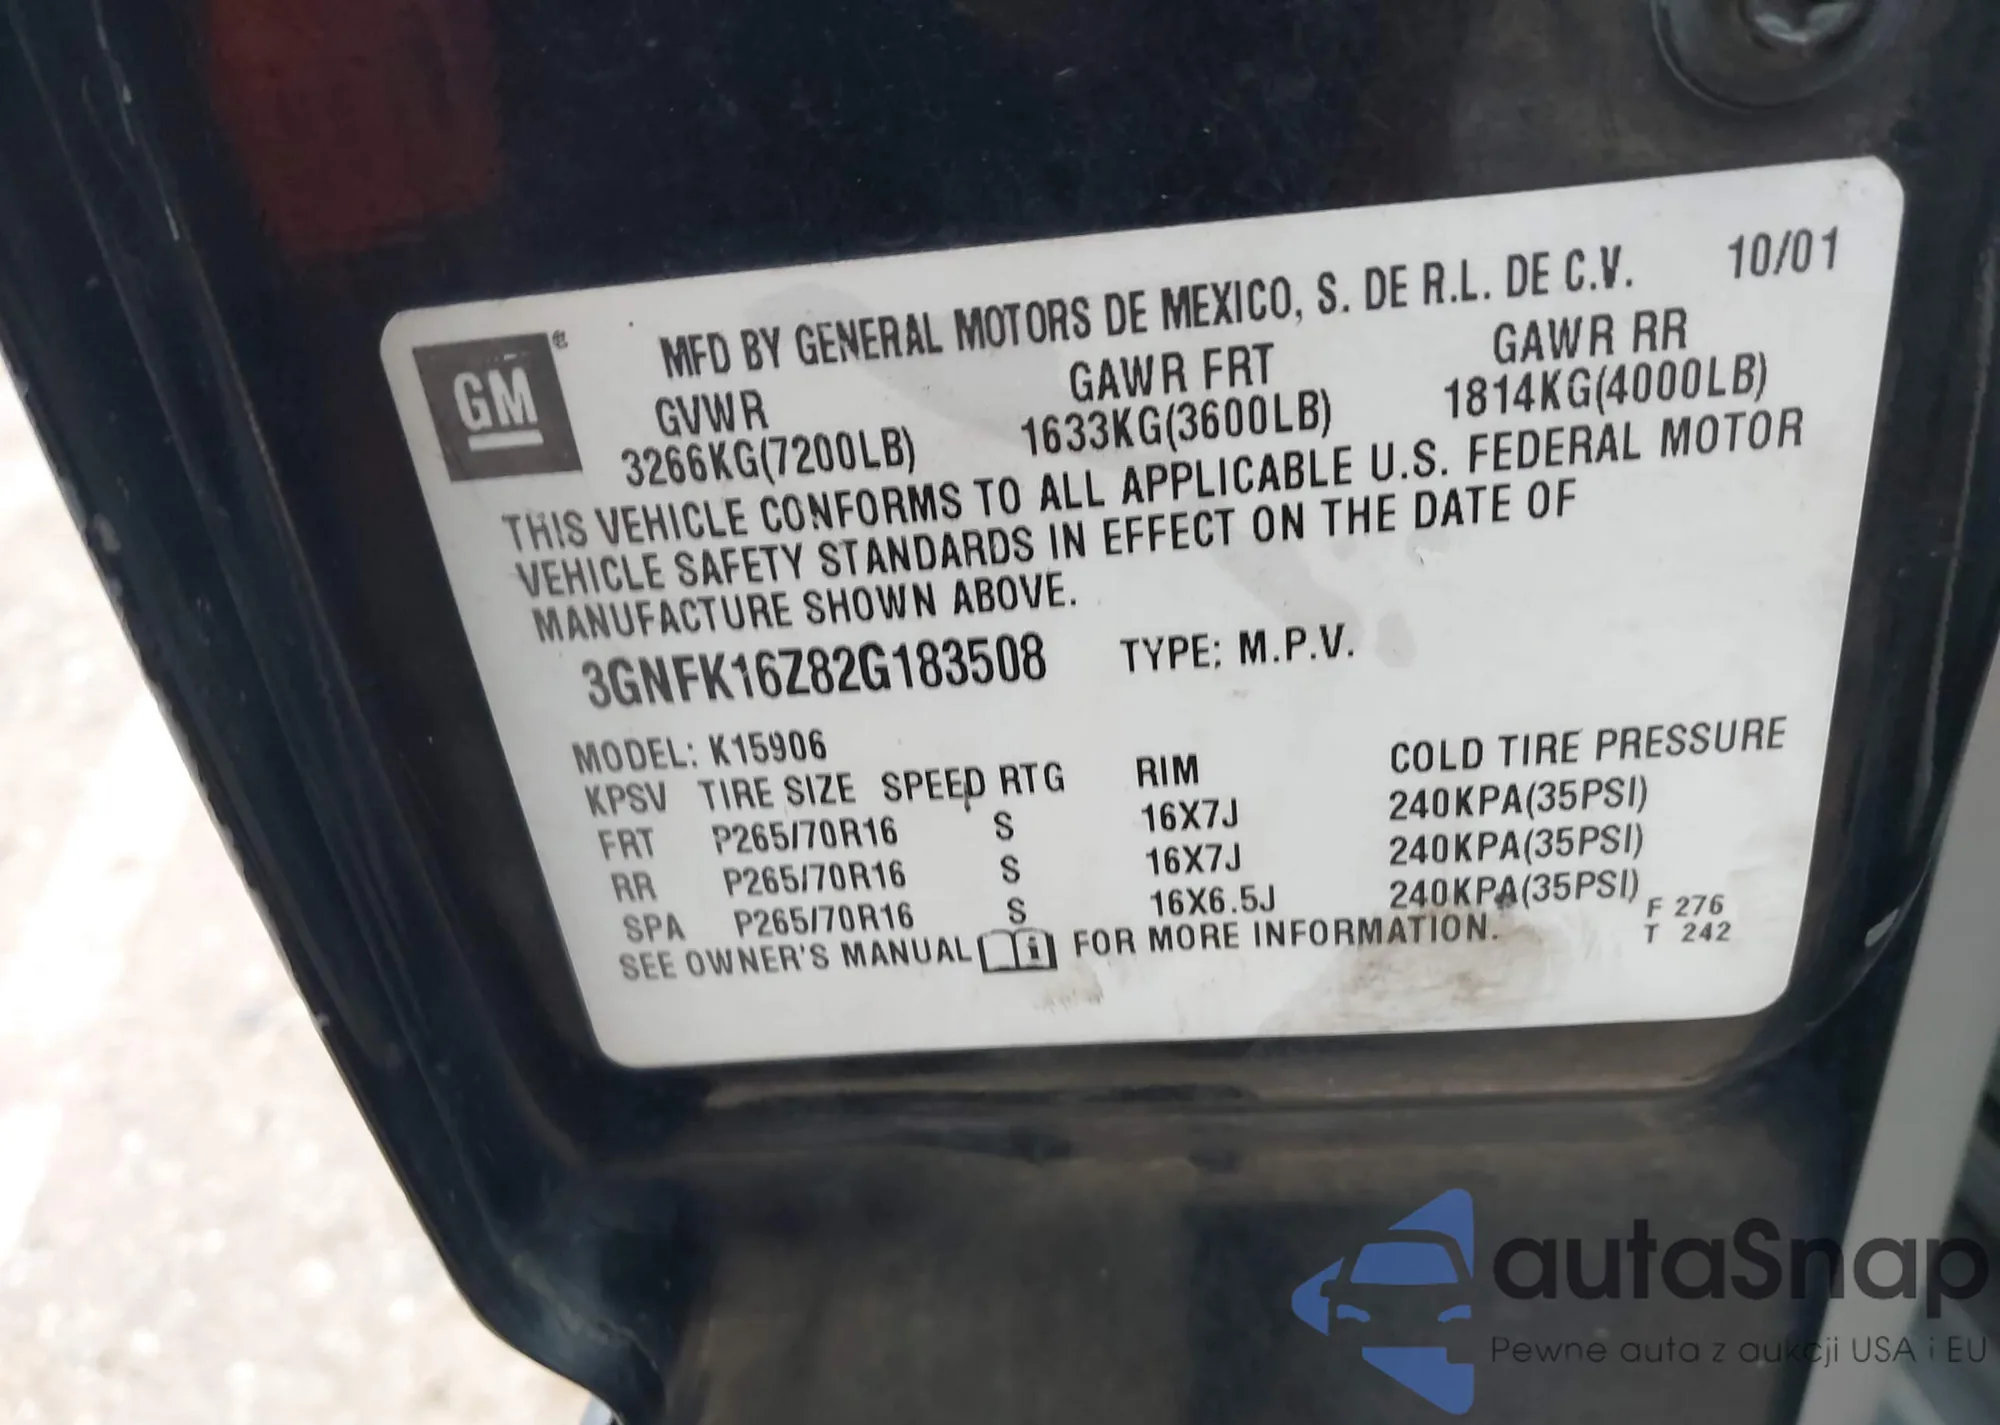 GM®
MFD BY GENERAL MOTORS DE MEXICO, S. DE R.L. DE C.V. 10/01
GVWR GAWR FRT GAWR RR
3266KG(7200LB) 1633KG(3600LB) 1814KG(4000LB)
THIS VEHICLE CONFORMS TO ALL APPLICABLE U.S. FEDERAL MOTOR
VEHICLE SAFETY STANDARDS IN EFFECT ON THE DATE OF
MANUFACTURE SHOWN ABOVE.
3GNFK16Z82G183508 TYPE: M.P.V.
MODEL: K15906
KPSV TIRE SIZE SPEED RTG RIM COLD TIRE PRESSURE
FRT P265/70R16 S 16X7J 240KPA(35PSI)
RR P265/70R16 S 16X7J 240KPA(35PSI)
SPA P265/70R16 S 16X6.5J 240KPA(35PSI)
SEE OWNER'S MANUAL i FOR MORE INFORMATION.
F 276
T 242
autaSnap
Pewne auta z aukcji USA i EU